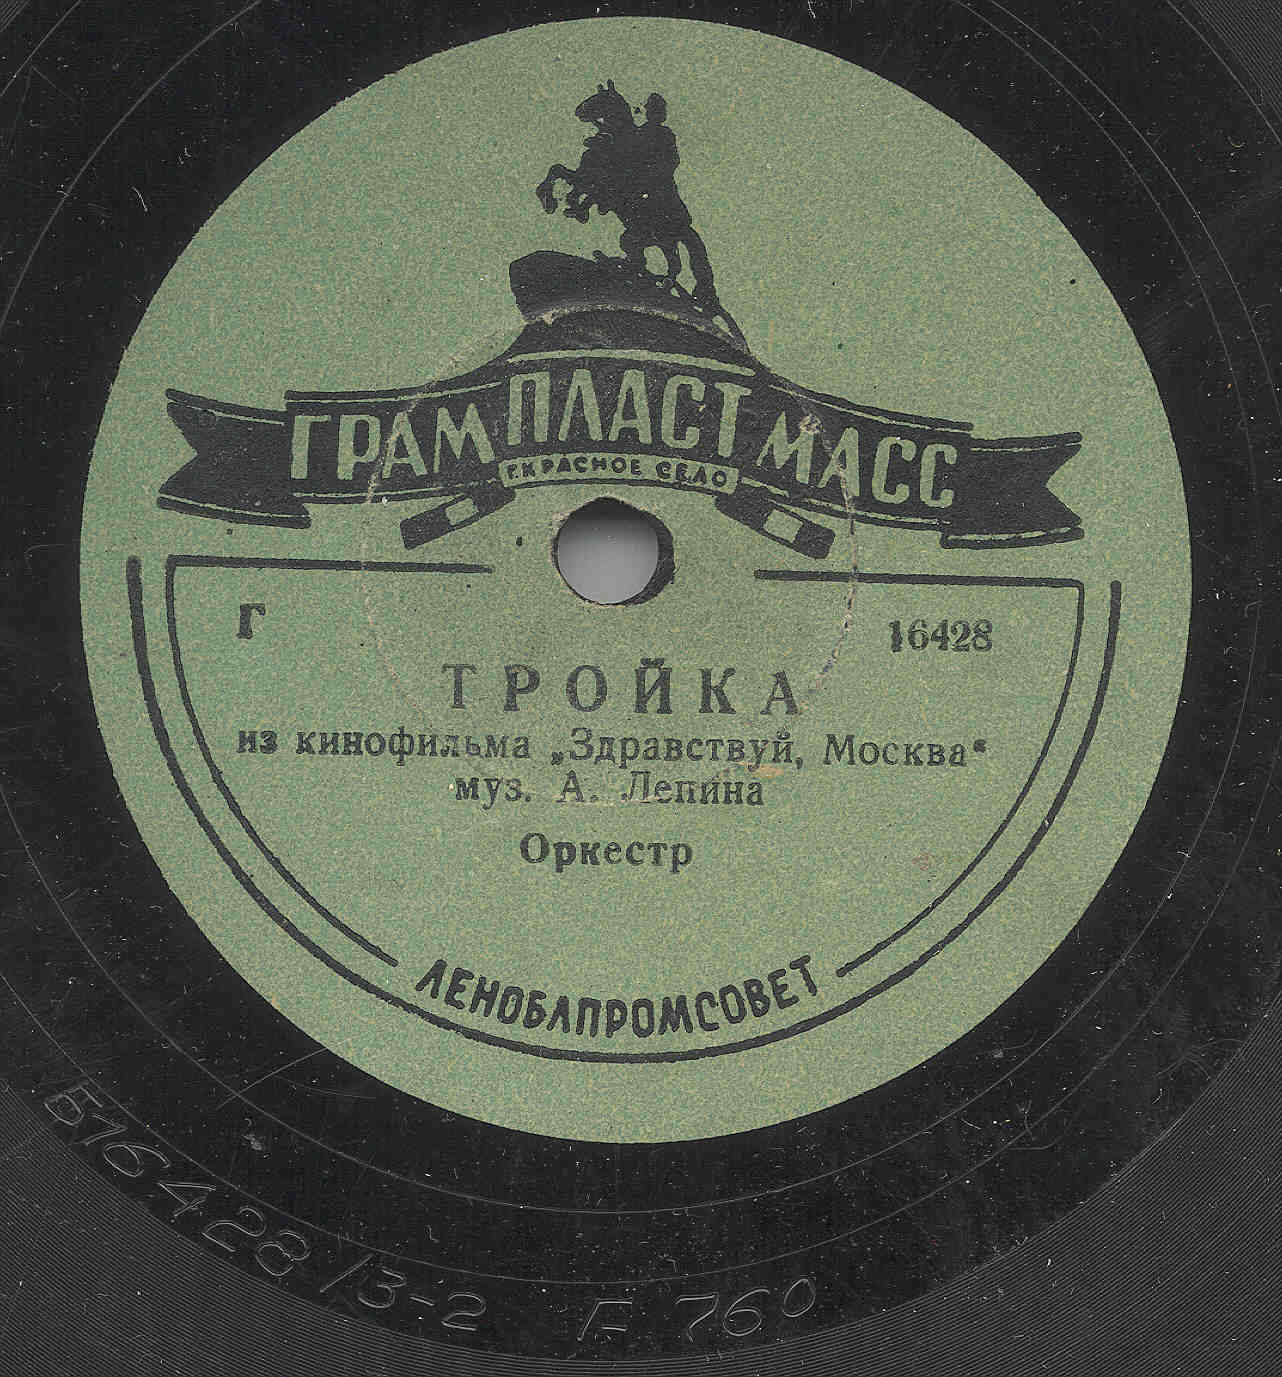 ГРАМПЛАСТМАСС
Г. КРАСНОЕ СЕЛО
Г
16428
ТРОЙКА
из кинофильма „Здравствуй, Москва“
муз. А. Лепина
Оркестр
ЛЕНОБЛПРОМСОВЕТ
Б16428/3-2 Г 760